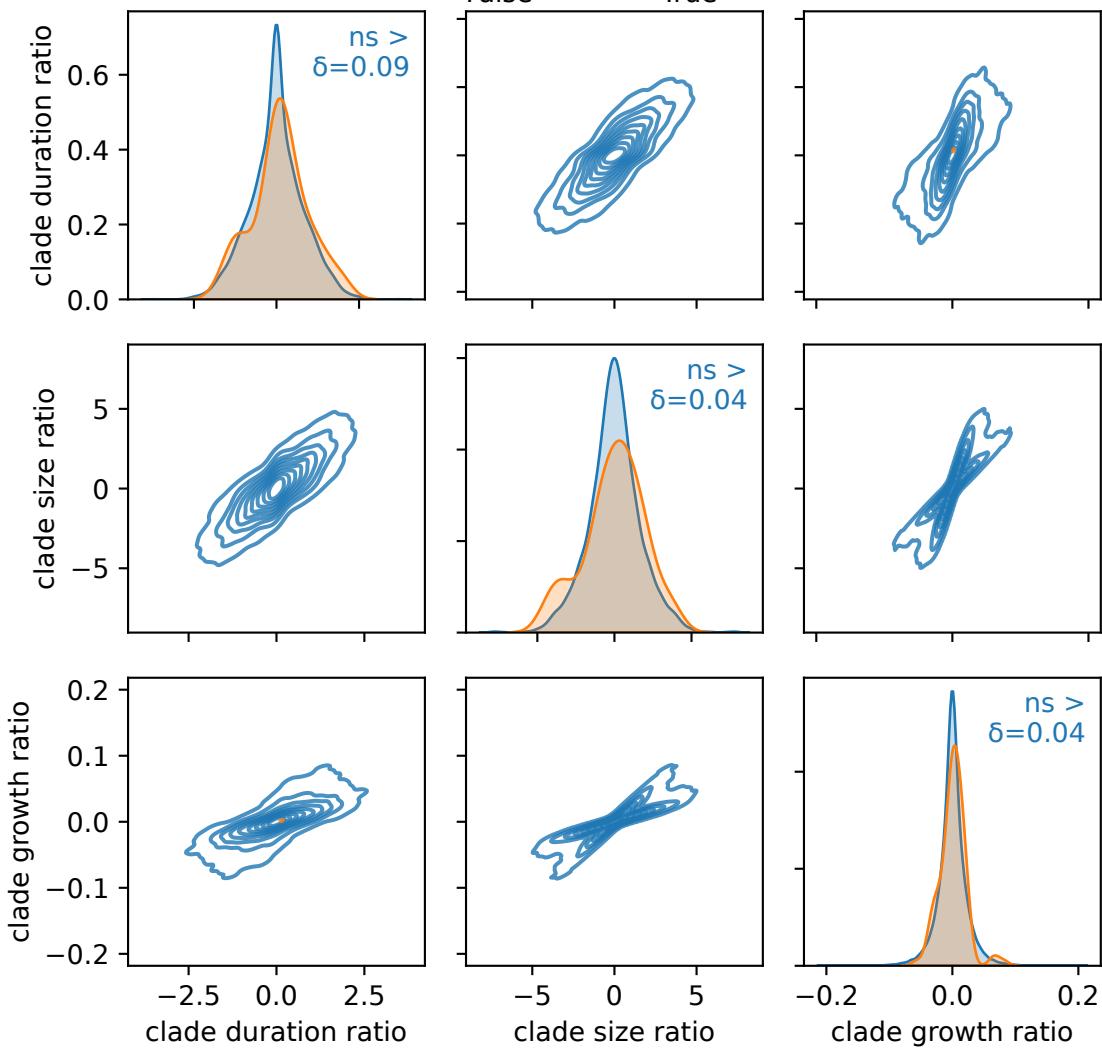 False True
clade duration ratio
0.6
0.4
0.2
0.0
ns >
δ=0.09
clade size ratio
5
0
−5
ns >
δ=0.04
clade growth ratio
0.2
0.1
0.0
−0.1
−0.2
ns >
δ=0.04
−2.5 0.0 2.5
−5 0 5
−0.2 0.0 0.2
clade duration ratio
clade size ratio
clade growth ratio